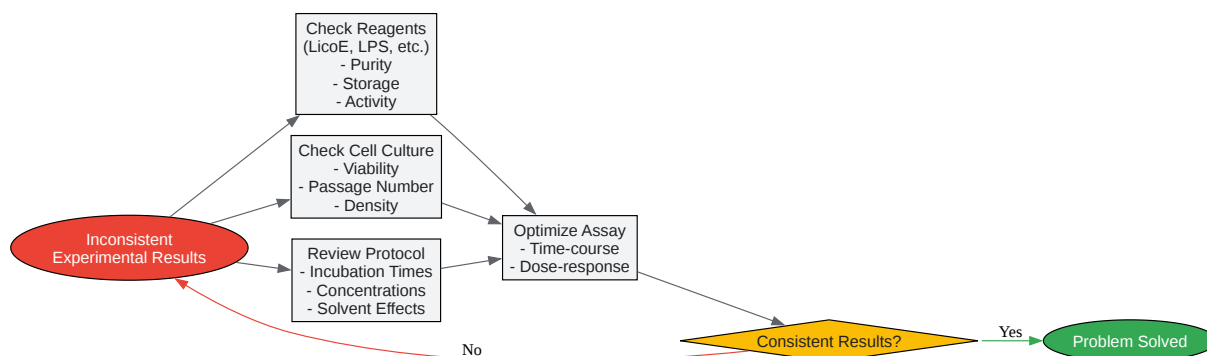 Check Reagents
(LicoE, LPS, etc.)
- Purity
- Storage
- Activity
Check Cell Culture
- Viability
- Passage Number
- Density
Inconsistent
Experimental Results
Review Protocol
- Incubation Times
- Concentrations
- Solvent Effects
Optimize Assay
- Time-course
- Dose-response
Consistent Results?
Yes
Problem Solved
No